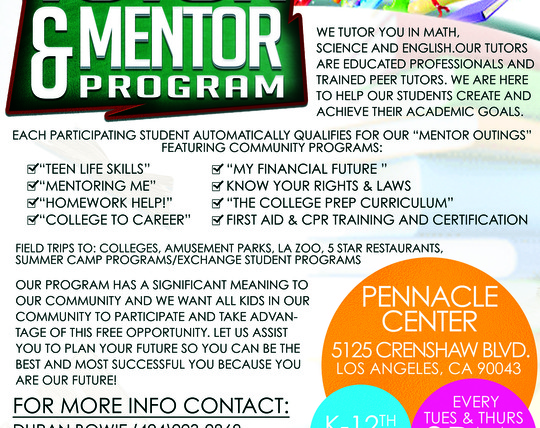 & MENTOR
PROGRAM
WE TUTOR YOU IN MATH,
SCIENCE AND ENGLISH.OUR TUTORS
ARE EDUCATED PROFESSIONALS AND
TRAINED PEER TUTORS. WE ARE HERE
TO HELP OUR STUDENTS CREATE AND
ACHIEVE THEIR ACADEMIC GOALS.
EACH PARTICIPATING STUDENT AUTOMATICALLY QUALIFIES FOR OUR “MENTOR OUTINGS”
FEATURING COMMUNITY PROGRAMS:
“TEEN LIFE SKILLS”
“MENTORING ME”
“HOMEWORK HELP!”
“COLLEGE TO CAREER”
“MY FINANCIAL FUTURE ”
KNOW YOUR RIGHTS & LAWS
“THE COLLEGE PREP CURRICULUM”
FIRST AID & CPR TRAINING AND CERTIFICATION
FIELD TRIPS TO: COLLEGES, AMUSEMENT PARKS, LA ZOO, 5 STAR RESTAURANTS,
SUMMER CAMP PROGRAMS/EXCHANGE STUDENT PROGRAMS
OUR PROGRAM HAS A SIGNIFICANT MEANING TO
OUR COMMUNITY AND WE WANT ALL KIDS IN OUR
COMMUNITY TO PARTICIPATE AND TAKE ADVAN-
TAGE OF THIS FREE OPPORTUNITY. LET US ASSIST
YOU TO PLAN YOUR FUTURE SO YOU CAN BE THE
BEST AND MOST SUCCESSFUL YOU BECAUSE YOU
ARE OUR FUTURE!
PENNACLE
CENTER
5125 CRENSHAW BLVD.
LOS ANGELES, CA 90043
FOR MORE INFO CONTACT:
K-12TH
EVERY
TUES & THURS